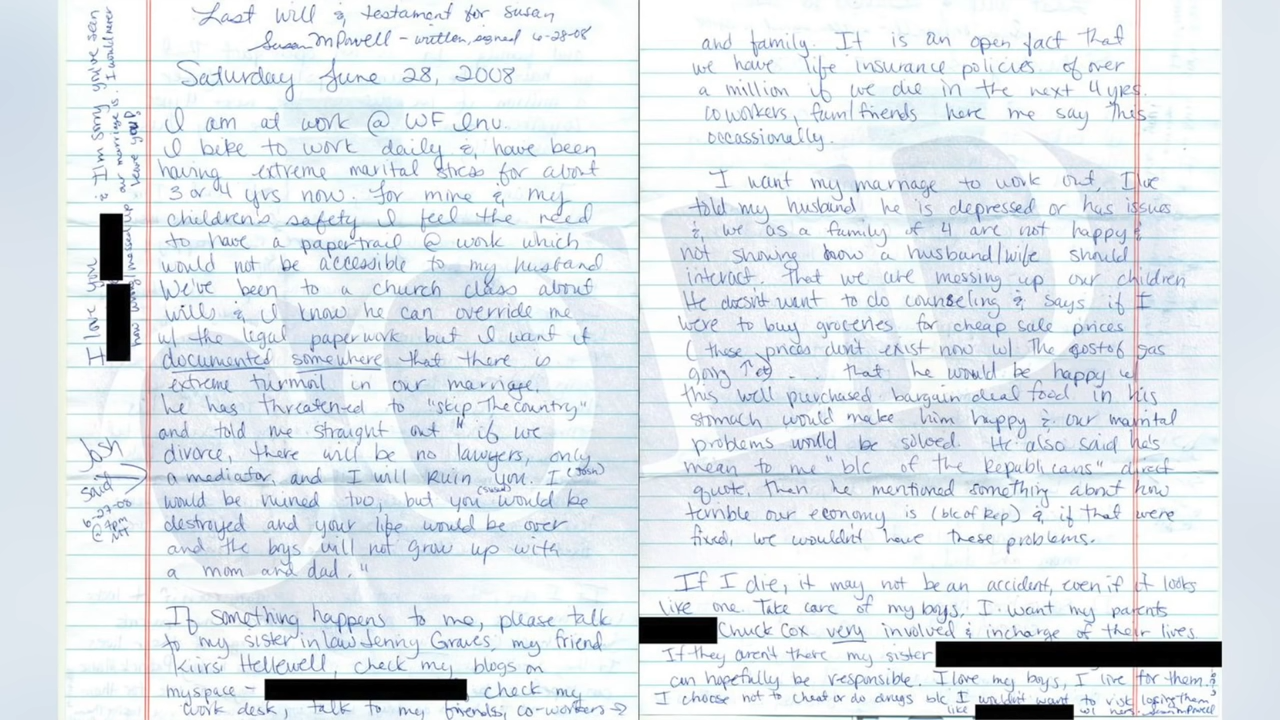 Last will & testament for Susan
Susan M Powell - written, signed 6-28-08
Saturday June 28, 2008
I am at work @ WF Inv.
I bike to work daily & have been
having extreme marital stress for about
3 or 4 yrs now. For mine & my
children's safety I feel the need
to have a papertrail @ work which
would not be accessible to my husband
We've been to a church class about
wills & I know he can override me
w/ the legal paperwork but I want it
documented somewhere that there is
extreme turmoil in our marriage.
he has threatened to "skip the country"
and told me straight out "if we
divorce, there will be no lawyers, only
a mediator, and I will ruin you. I (Josh)
would be ruined too, but you (susan) would be
destroyed and your life would be over
and the boys will not grow up with
a mom and dad."
If something happens to me, please talk
to my sister in law Jenny Graves, my friend
Kiirsi Hellewell, check my blogs on
myspace - check my
work desk talk to my friends, co-workers
I love you & I'm sorry you've seen
how wrong/messed up our marriage is. I would never
leave you!
Josh
said
6-27-08
@ 9pm
MT
and family. It is an open fact that
we have life insurance policies of over
a million if we die in the next 4 yrs.
coworkers, fam/friends here me say this
occassionally.
I want my marriage to work out, I've
told my husband he is depressed or has issues
& we as a family of 4 are not happy &
not showing how a husband/wife should
interact. That we are messing up our children
He doesn't want to do counseling & says if I
were to buy groceries for cheap sale prices
(these prices don't exist now w/ the cost of gas
going ↑ etc) ... that he would be happy w/
this well purchased bargain deal food in his
stomach would make him happy & our marital
problems would be solved. He also said he's
mean to me "b/c of the Republicans" direct
quote, then he mentioned something about how
terrible our economy is (b/c of Rep) & if that were
fixed, we wouldn't have these problems.
If I die, it may not be an accident, even if it looks
like one. Take care of my boys. I want my parents
Chuck Cox very involved & incharge of their lives.
If they aren't there my sister
can hopefully be responsible. I love my boys, I live for them.
I choose not to cheat or do drugs b/c I wouldn't want to risk losing them
like w/ hers. Susan M Powell